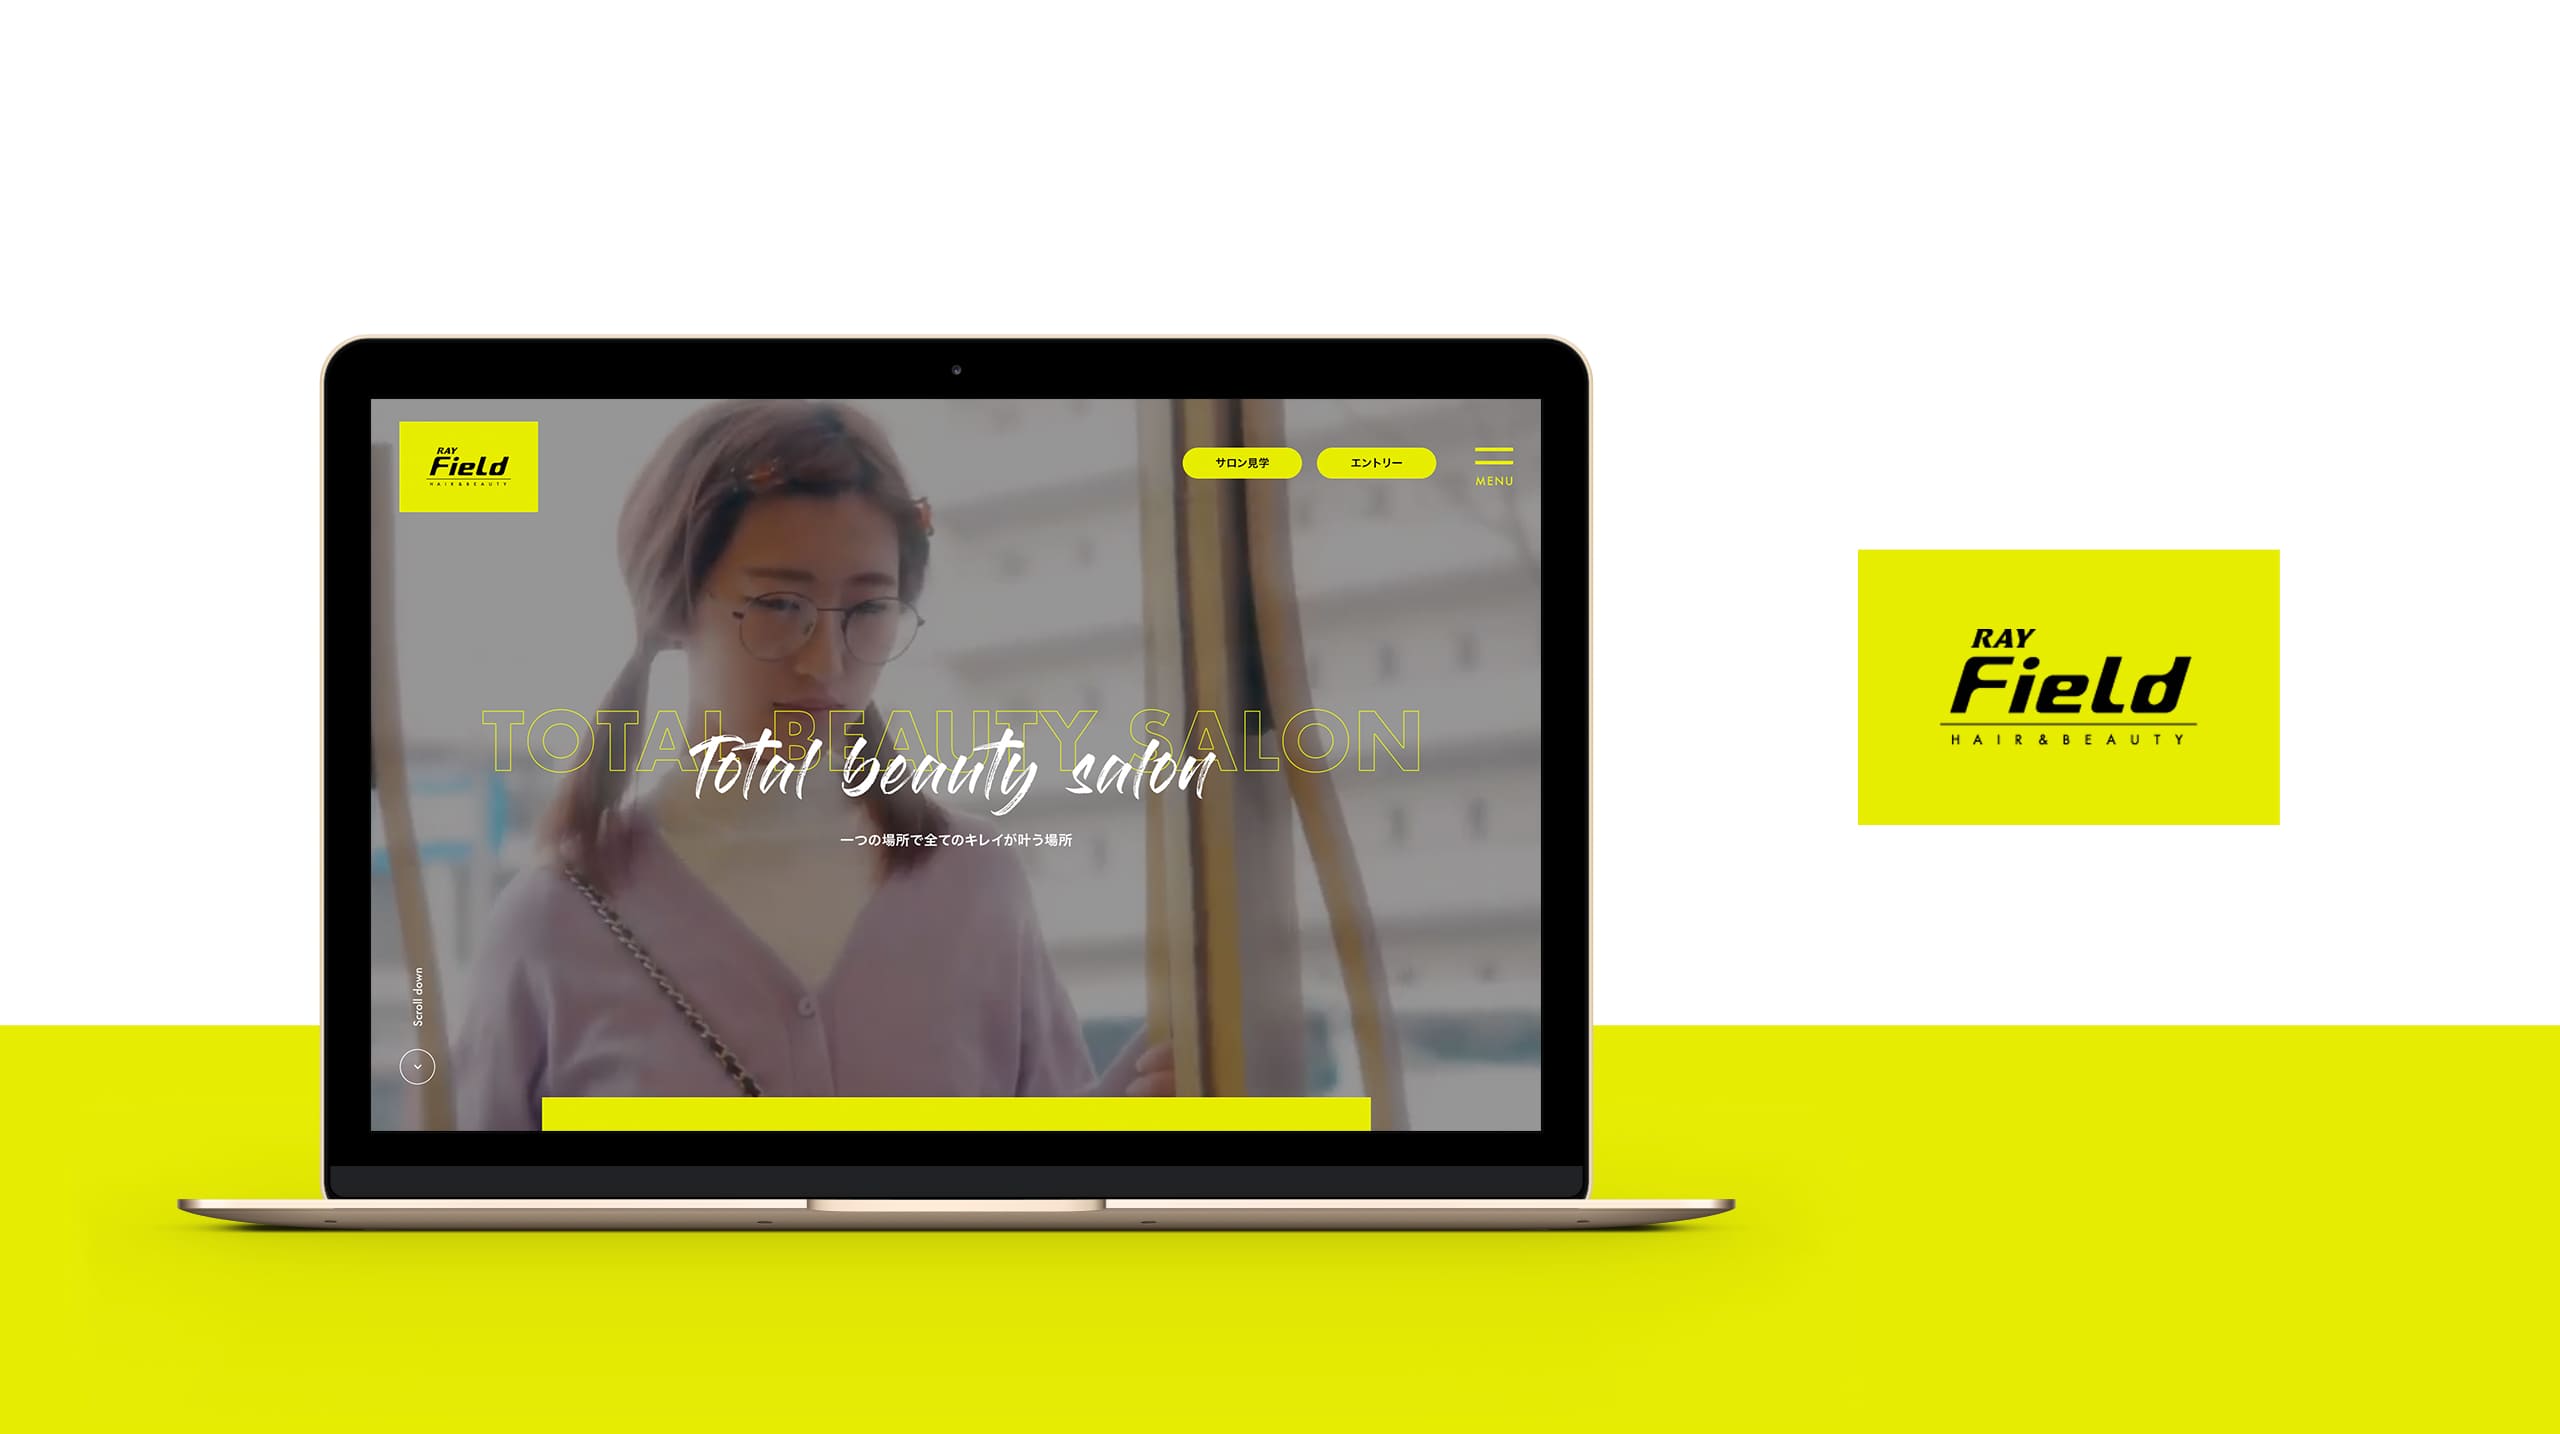 RAY
Field
HAIR&BEAUTY
サロン見学
エントリー
MENU
TOTAL BEAUTY SALON
Total beauty salon
一つの場所で全てのキレイが叶う場所
Scroll down
RAY
Field
HAIR&BEAUTY